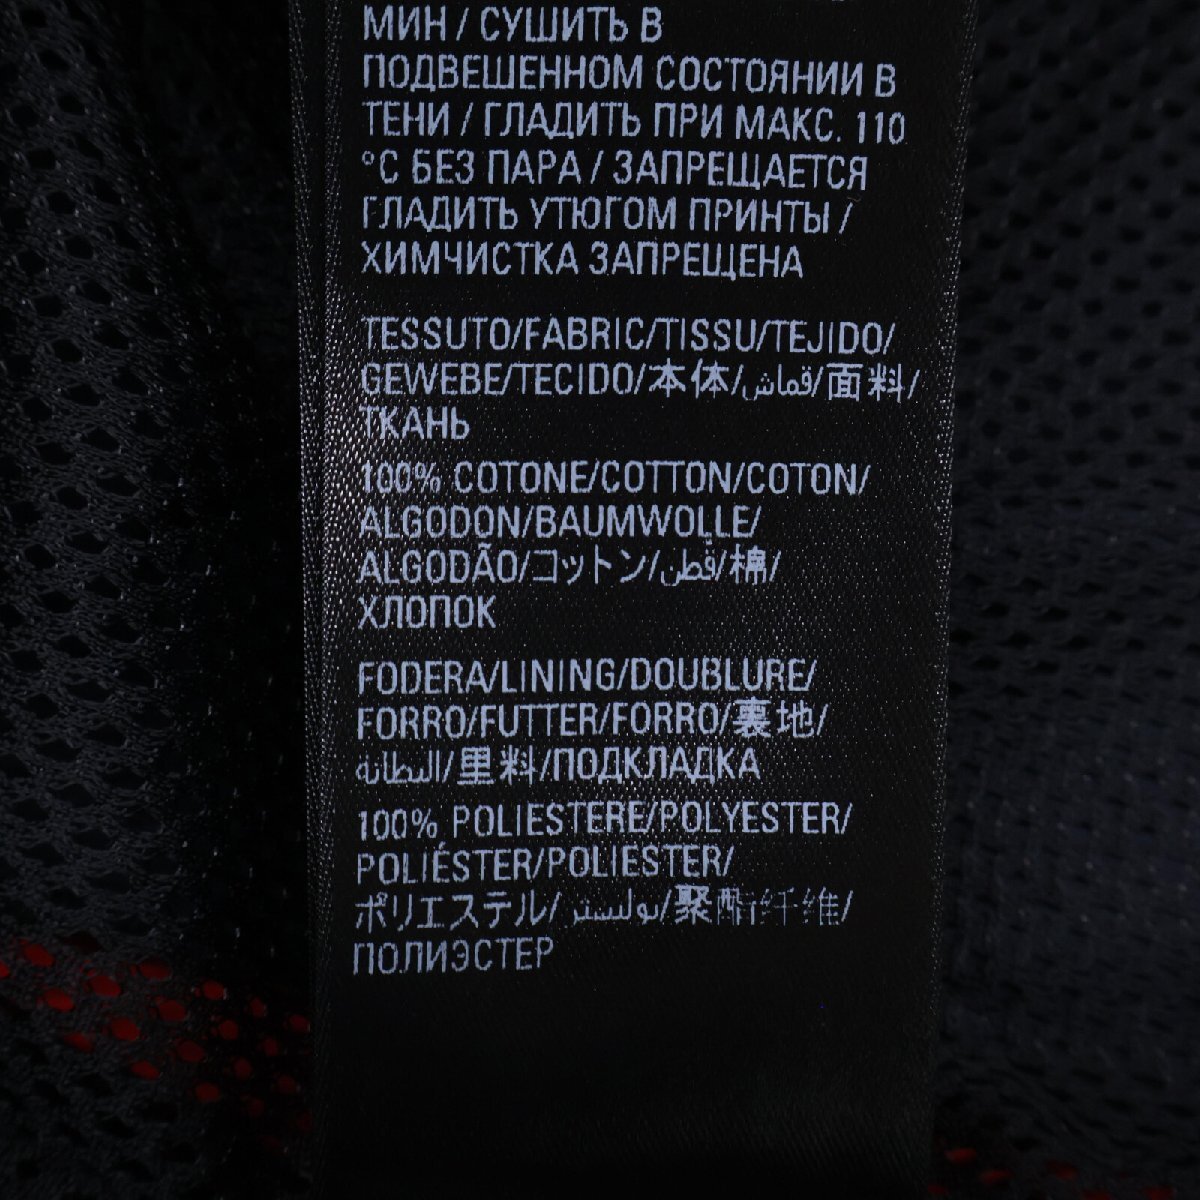 МИН / СУШИТЬ В
ПОДВЕШЕННОМ СОСТОЯНИИ В
ТЕНИ / ГЛАДИТЬ ПРИ МАКС. 110
°C БЕЗ ПАРА / ЗАПРЕЩАЕТСЯ
ГЛАДИТЬ УТЮГОМ ПРИНТЫ /
ХИМЧИСТКА ЗАПРЕЩЕНА
TESSUTO/FABRIC/TISSU/TEJIDO/
GEWEBE/TECIDO/本体/قماش/面料/
ТКАНЬ
100% COTONE/COTTON/COTON/
ALGODON/BAUMWOLLE/
ALGODÃO/コットン/قطن/棉/
ХЛОПОК
FODERA/LINING/DOUBLURE/
FORRO/FUTTER/FORRO/裏地/
البطانة/里料/ПОДКЛАДКА
100% POLIESTERE/POLYESTER/
POLIÉSTER/POLIESTER/
ポリエステル/بوليستر/聚酯纤维/
ПОЛИЭСТЕР